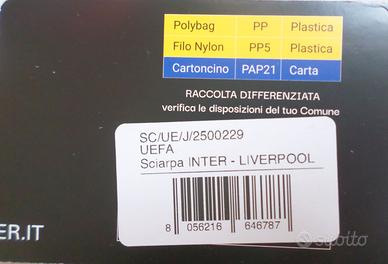 Polybag PP Plastica
Filo Nylon PP5 Plastica
Cartoncino PAP21 Carta
RACCOLTA DIFFERENZIATA
verifica le disposizioni del tuo Comune
SC/UE/J/2500229
UEFA
Sciarpa INTER - LIVERPOOL
8 056216 646787
ER.IT
subito